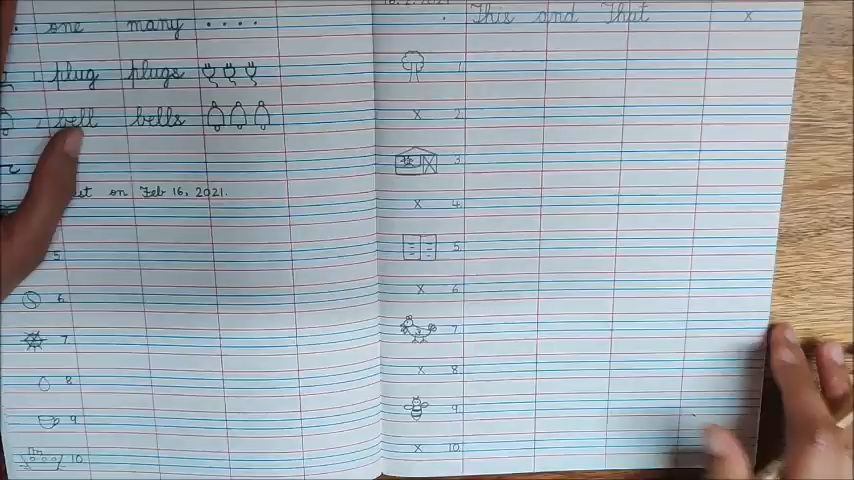 one many
1. plug plugs
2. bell bells
on Feb 16, 2021.
5
6
7
8
9
10
This and That x
1
x 2
3
x 4
5
x 6
7
x 8
9
x 10